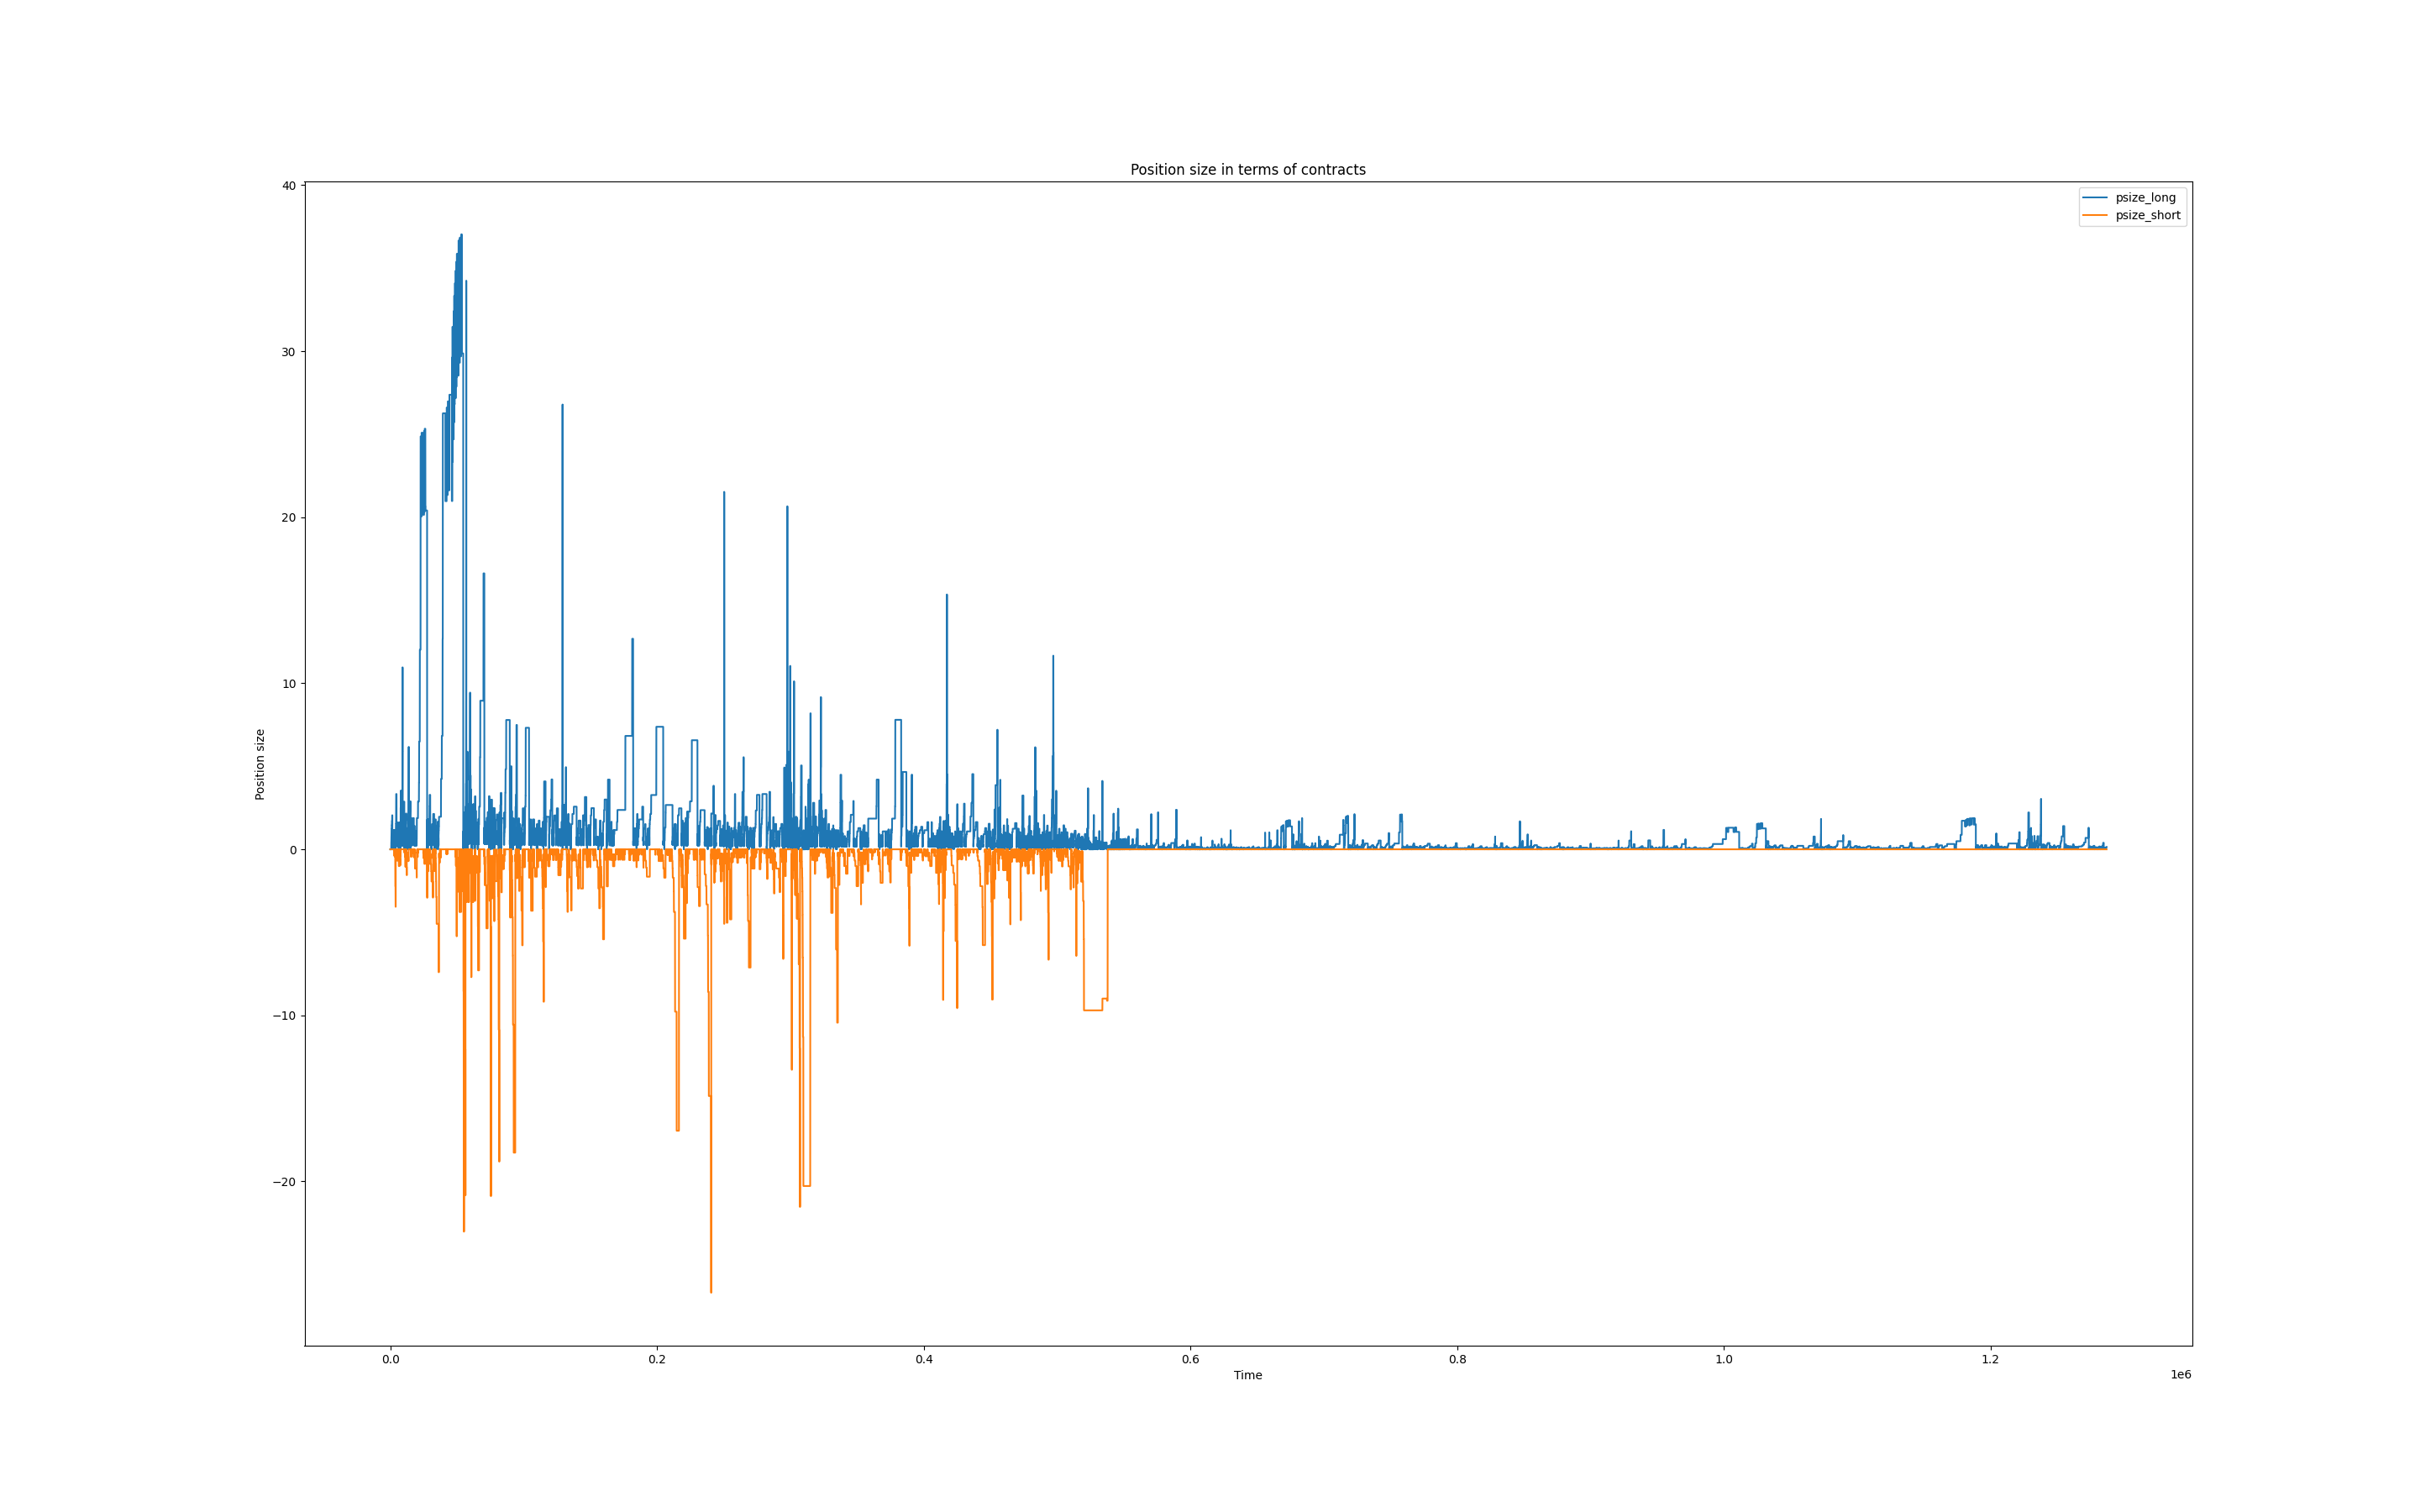 Position size in terms of contracts
psize_long
psize_short
40
30
20
10
0
−10
−20
Position size
0.0 0.2 0.4 0.6 0.8 1.0 1.2
Time
1e6